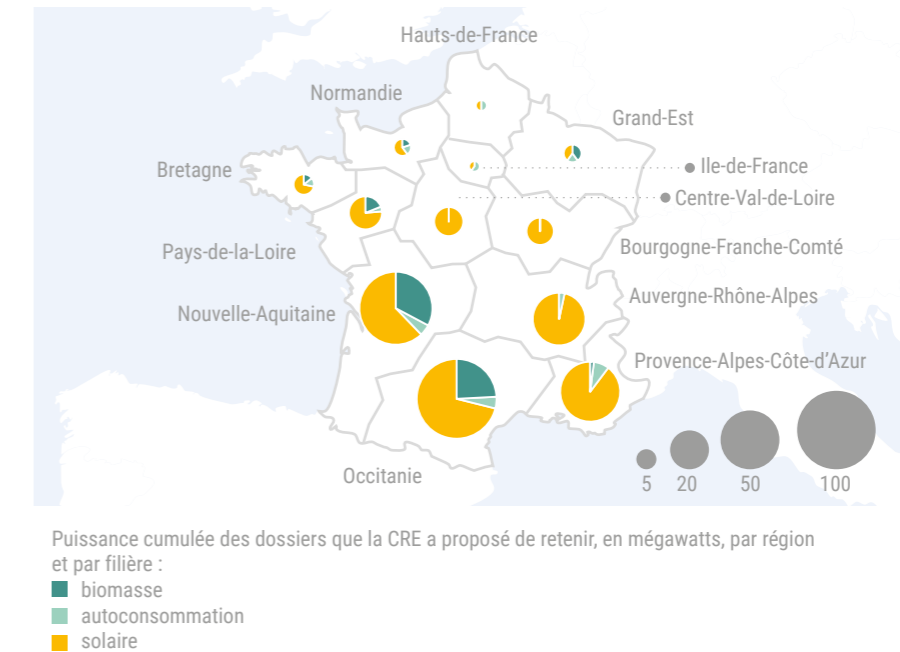 Hauts-de-France
Normandie
Grand-Est
Bretagne
Ile-de-France
Centre-Val-de-Loire
Pays-de-la-Loire
Bourgogne-Franche-Comté
Nouvelle-Aquitaine
Auvergne-Rhône-Alpes
Provence-Alpes-Côte-d'Azur
Occitanie
5 20 50 100
Puissance cumulée des dossiers que la CRE a proposé de retenir, en mégawatts, par région
et par filière :
biomasse
autoconsommation
solaire